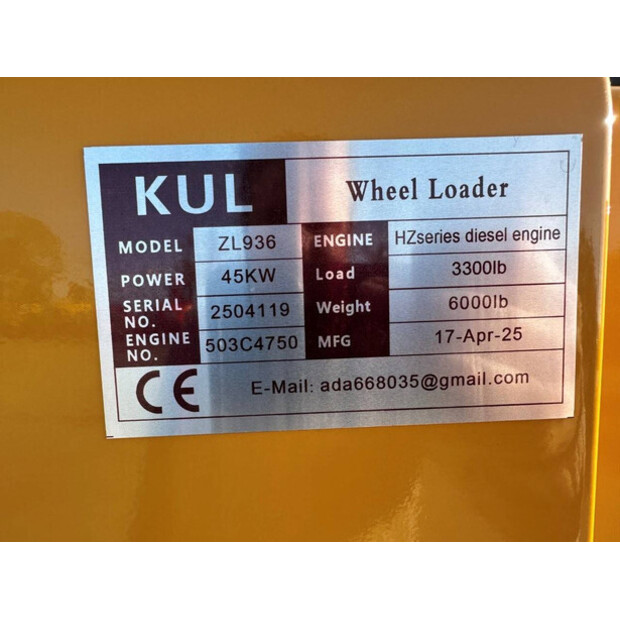 KUL Wheel Loader
MODEL ZL936 ENGINE HZseries diesel engine
POWER 45KW Load 3300lb
SERIAL NO. 2504119 Weight 6000lb
ENGINE NO. 503C4750 MFG 17-Apr-25
CE E-Mail: ada668035@gmail.com